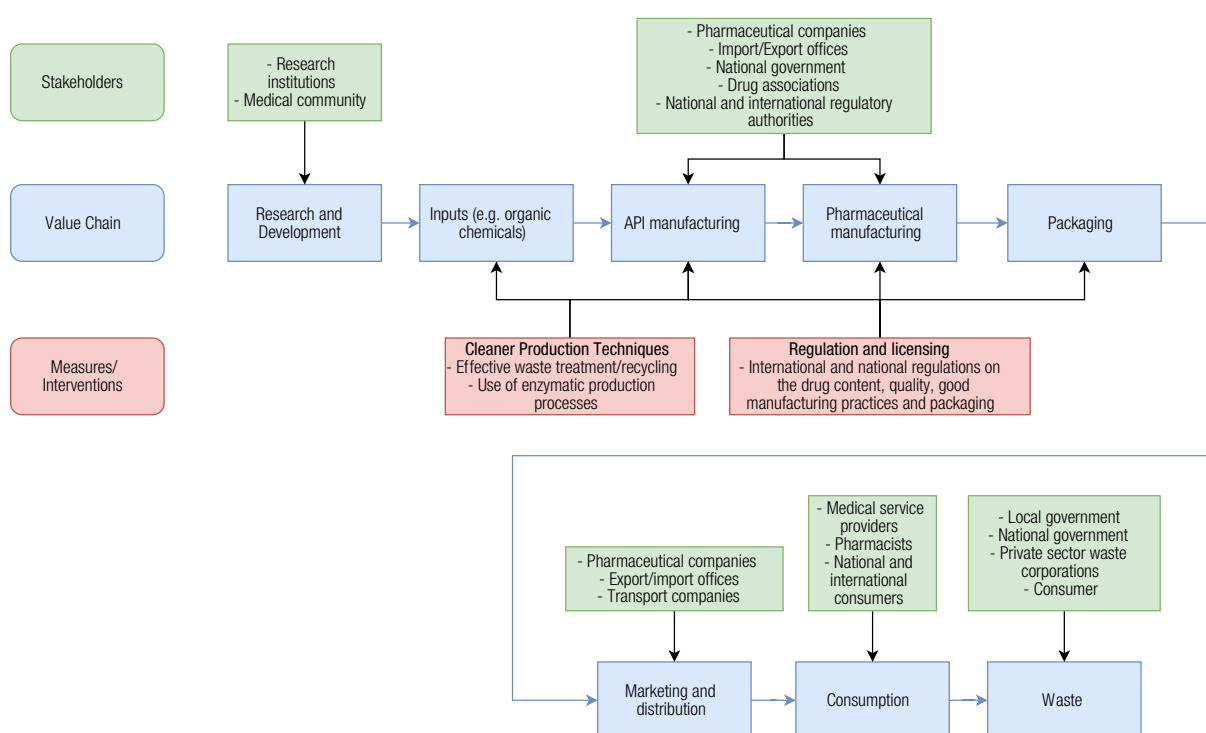 Stakeholders
- Research
institutions
- Medical community
- Pharmaceutical companies
- Import/Export offices
- National government
- Drug associations
- National and international regulatory
authorities
Value Chain
Research and
Development
Inputs (e.g. organic
chemicals)
API manufacturing
Pharmaceutical
manufacturing
Packaging
Measures/
Interventions
Cleaner Production Techniques
- Effective waste treatment/recycling
- Use of enzymatic production
processes
Regulation and licensing
- International and national regulations on
the drug content, quality, good
manufacturing practices and packaging
- Pharmaceutical companies
- Export/import offices
- Transport companies
- Medical service
providers
- Pharmacists
- National and
international
consumers
- Local government
- National government
- Private sector waste
corporations
- Consumer
Marketing and
distribution
Consumption
Waste